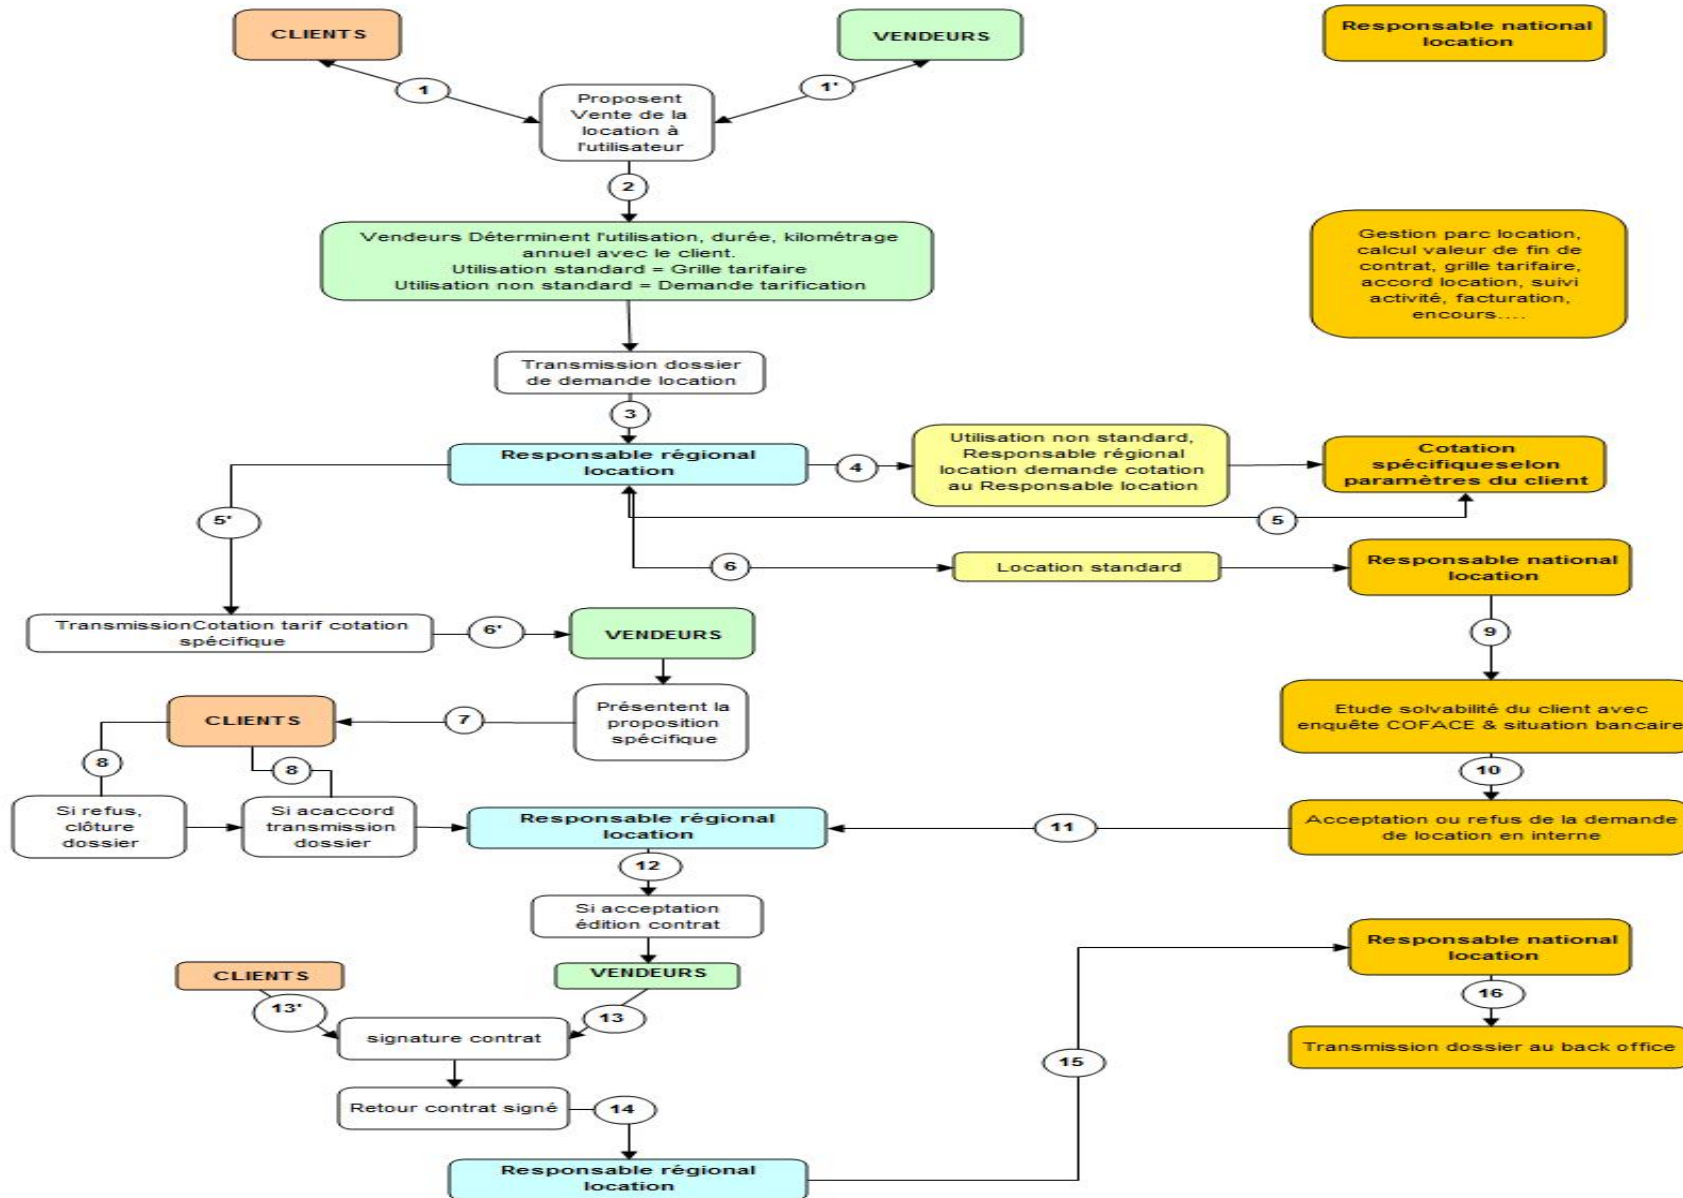 CLIENTS
VENDEURS
Responsable national
location
1
1'
Proposent
Vente de la
location à
l'utilisateur
2
Vendeurs Déterminent l'utilisation, durée, kilométrage
annuel avec le client.
Utilisation standard = Grille tarifaire
Utilisation non standard = Demande tarification
Gestion parc location,
calcul valeur de fin de
contrat, grille tarifaire,
accord location, suivi
activité, facturation,
encours....
Transmission dossier
de demande location
3
Responsable régional
location
4
Utilisation non standard,
Responsable régional
location demande cotation
au Responsable location
Cotation
spécifiqueselon
paramètres du client
5'
5
6
Location standard
Responsable national
location
TransmissionCotation tarif cotation
spécifique
6'
VENDEURS
9
CLIENTS
7
Présentent la
proposition
spécifique
Etude solvabilité du client avec
enquête COFACE & situation bancaire
8
8
10
Si refus,
clôture
dossier
Si acaccord
transmission
dossier
Responsable régional
location
11
Acceptation ou refus de la demande
de location en interne
12
Si acceptation
édition contrat
Responsable national
location
CLIENTS
VENDEURS
13'
13
16
signature contrat
Transmission dossier au back office
15
Retour contrat signé
14
Responsable régional
location